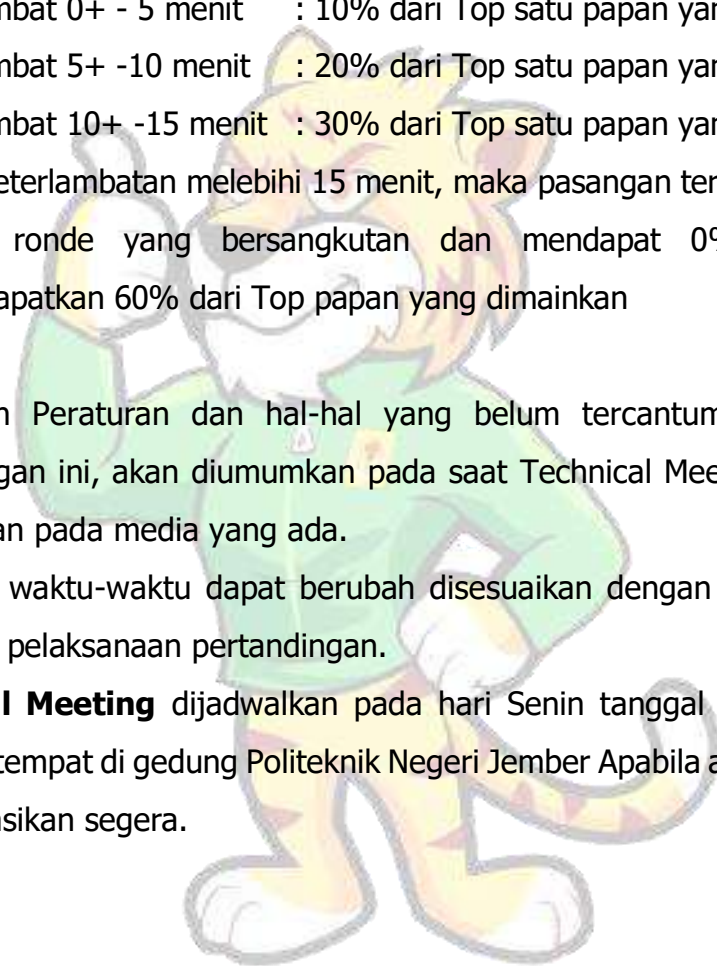 mbat 0+ - 5 menit : 10% dari Top satu papan yan
mbat 5+ -10 menit : 20% dari Top satu papan yan
mbat 10+ -15 menit : 30% dari Top satu papan yan
eterlambatan melebihi 15 menit, maka pasangan ter
ronde yang bersangkutan dan mendapat 0%
apatkan 60% dari Top papan yang dimainkan
n Peraturan dan hal-hal yang belum tercantum
gan ini, akan diumumkan pada saat Technical Mee
an pada media yang ada.
waktu-waktu dapat berubah disesuaikan dengan
pelaksanaan pertandingan.
l Meeting dijadwalkan pada hari Senin tanggal
tempat di gedung Politeknik Negeri Jember Apabila a
sikan segera.